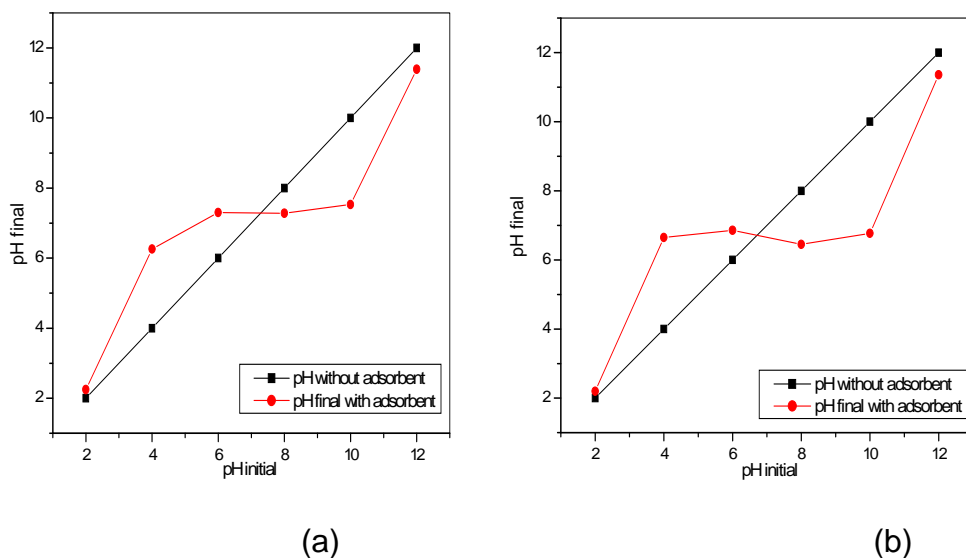 12
10
8
6
4
2
pH final
pH without adsorbent
pH final with adsorbent
2 4 6 8 10 12
pH initial
(a)
12
10
8
6
4
2
pH final
pH without adsorbent
pH final with adsorbent
2 4 6 8 10 12
pH initial
(b)